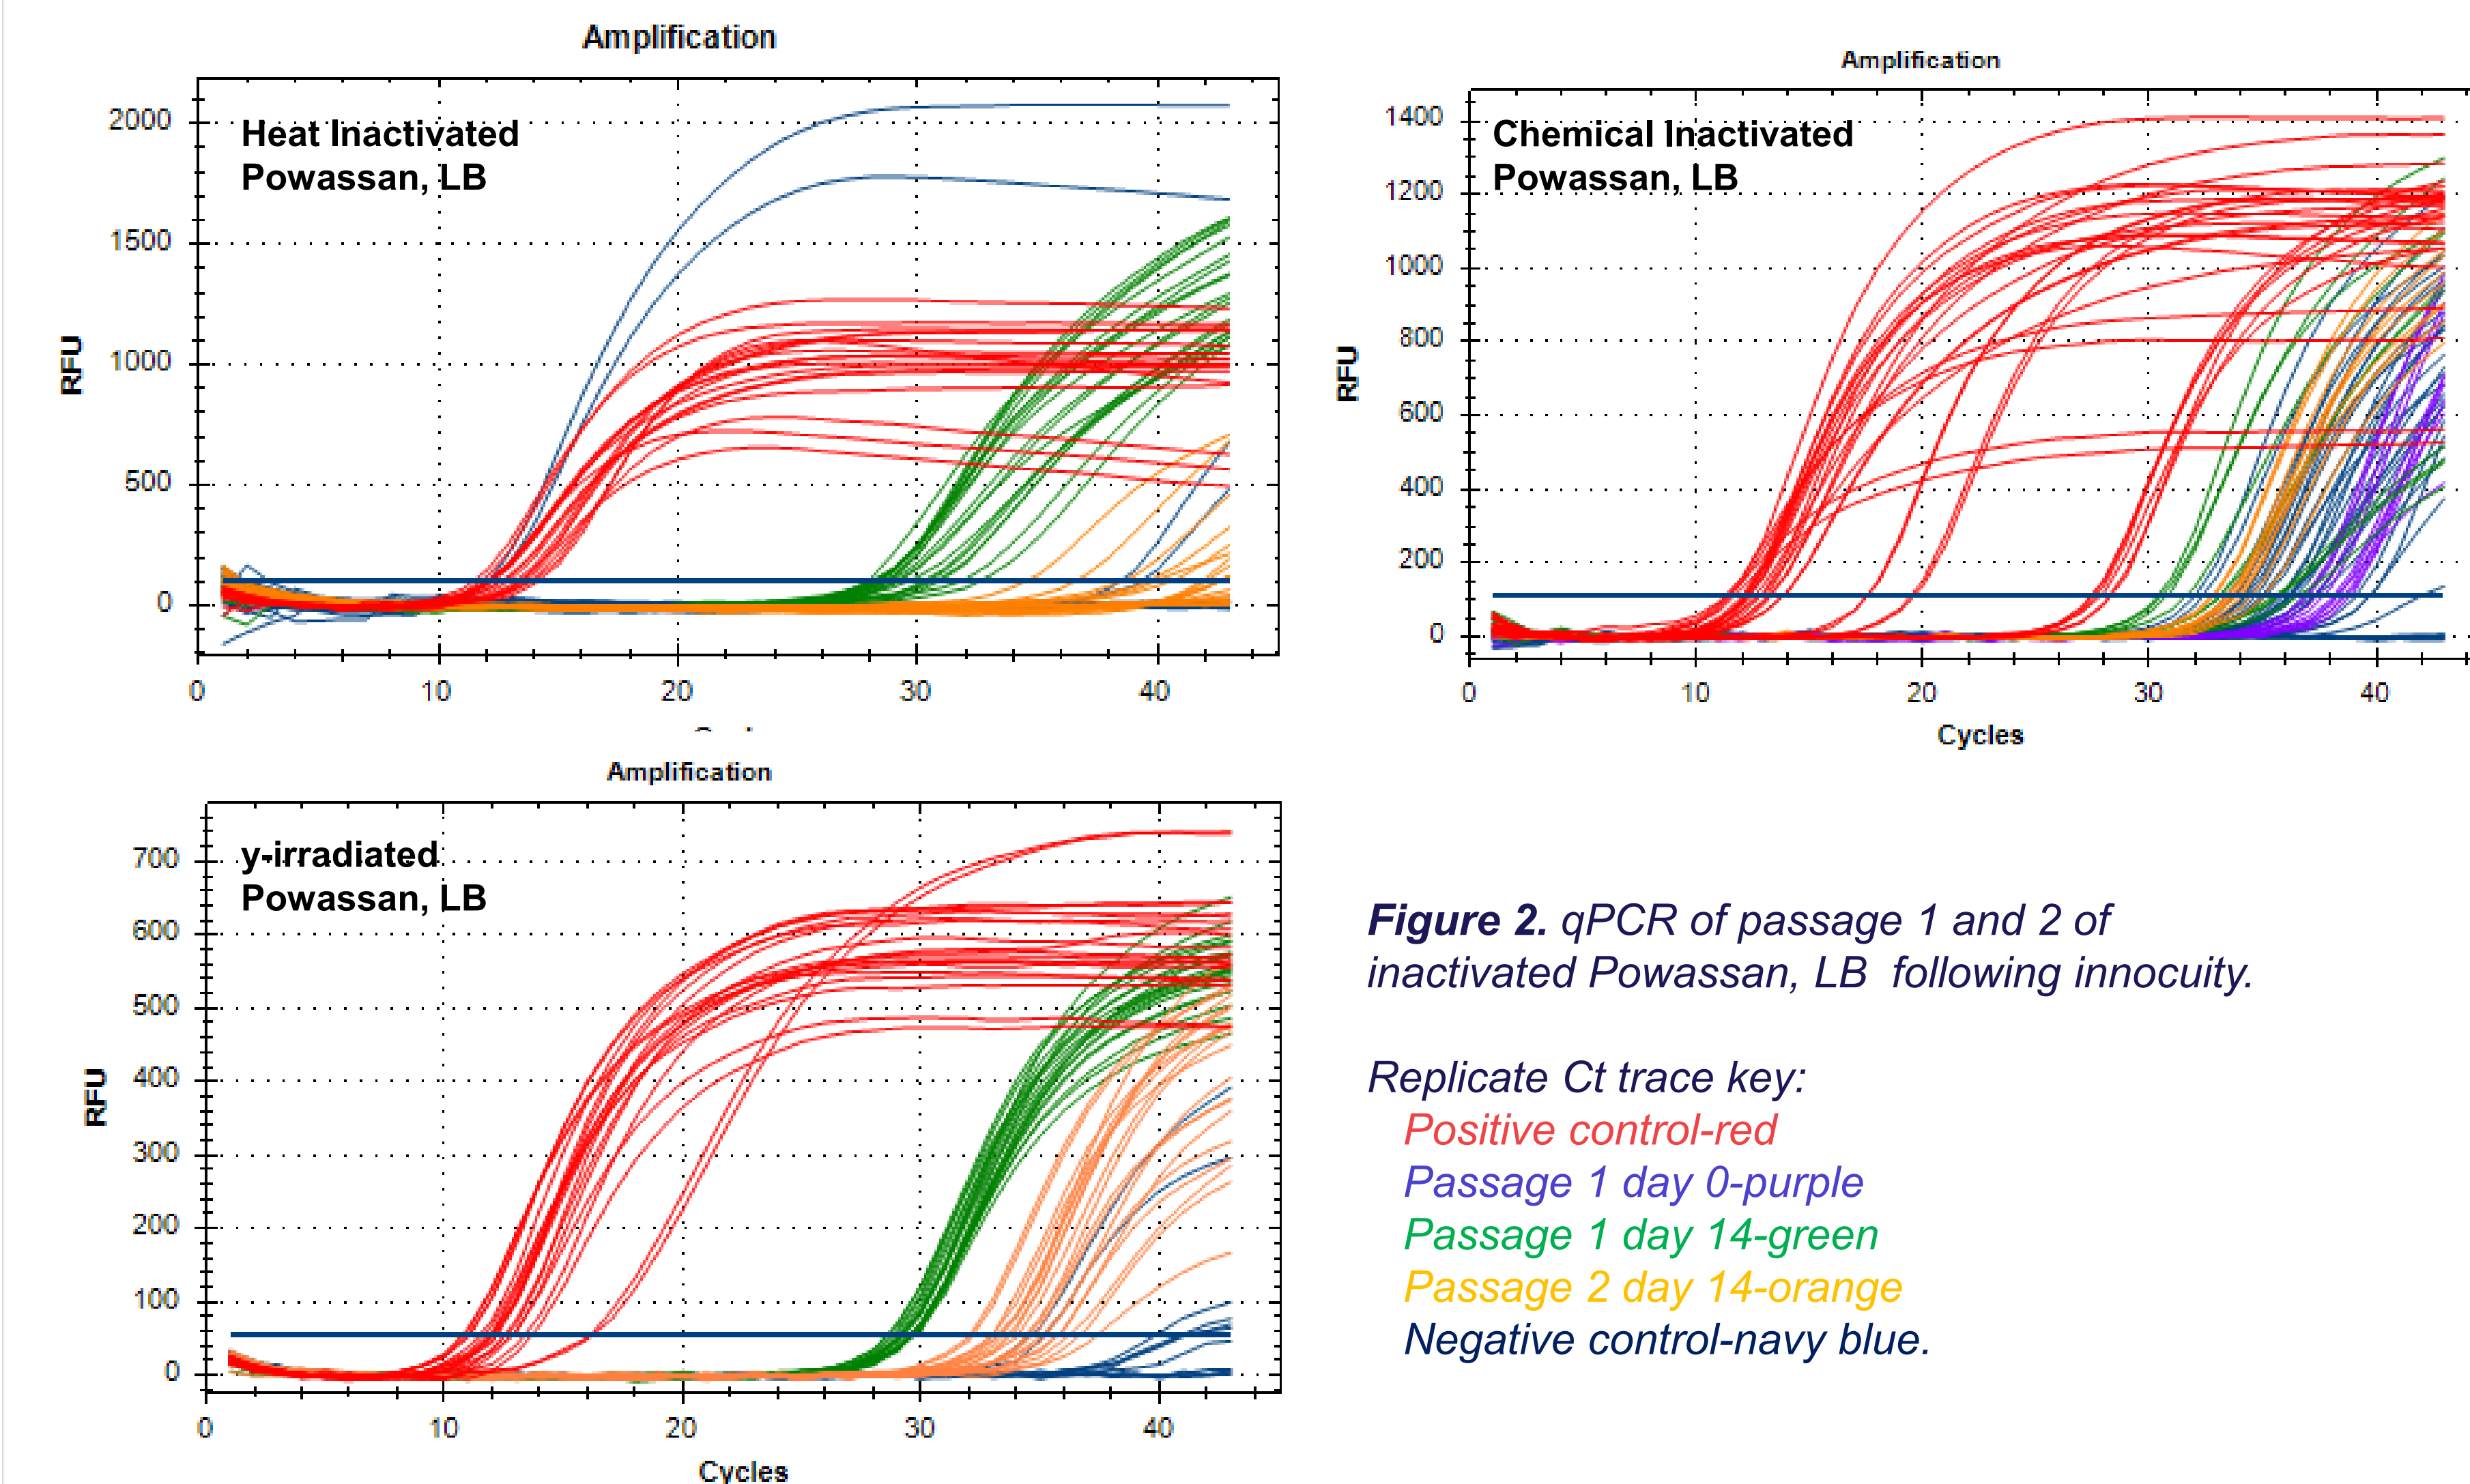 Amplification
Heat Inactivated
Powassan, LB
RFU
2000
1500
1000
500
0
0 10 20 30 40
Amplification
Chemical Inactivated
Powassan, LB
RFU
1400
1200
1000
800
600
400
200
0
0 10 20 30 40
Cycles
Amplification
y-irradiated
Powassan, LB
RFU
700
600
500
400
300
200
100
0
0 10 20 30 40
Cycles
Figure 2. qPCR of passage 1 and 2 of
inactivated Powassan, LB following innocuity.
Replicate Ct trace key:
Positive control-red
Passage 1 day 0-purple
Passage 1 day 14-green
Passage 2 day 14-orange
Negative control-navy blue.